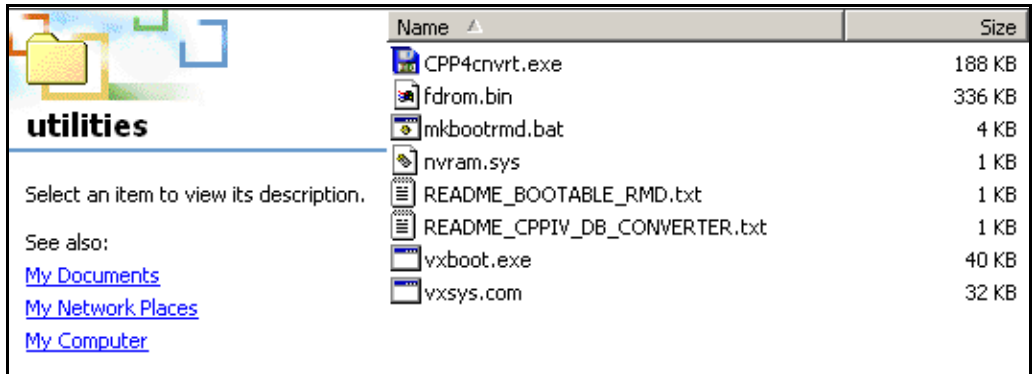 utilities
Select an item to view its description.
See also:
My Documents
My Network Places
My Computer
Name Size
CPP4cnvrt.exe 188 KB
fdrom.bin 336 KB
mkbootrmd.bat 4 KB
nvram.sys 1 KB
README_BOOTABLE_RMD.txt 1 KB
README_CPPIV_DB_CONVERTER.txt 1 KB
vxboot.exe 40 KB
vxsys.com 32 KB